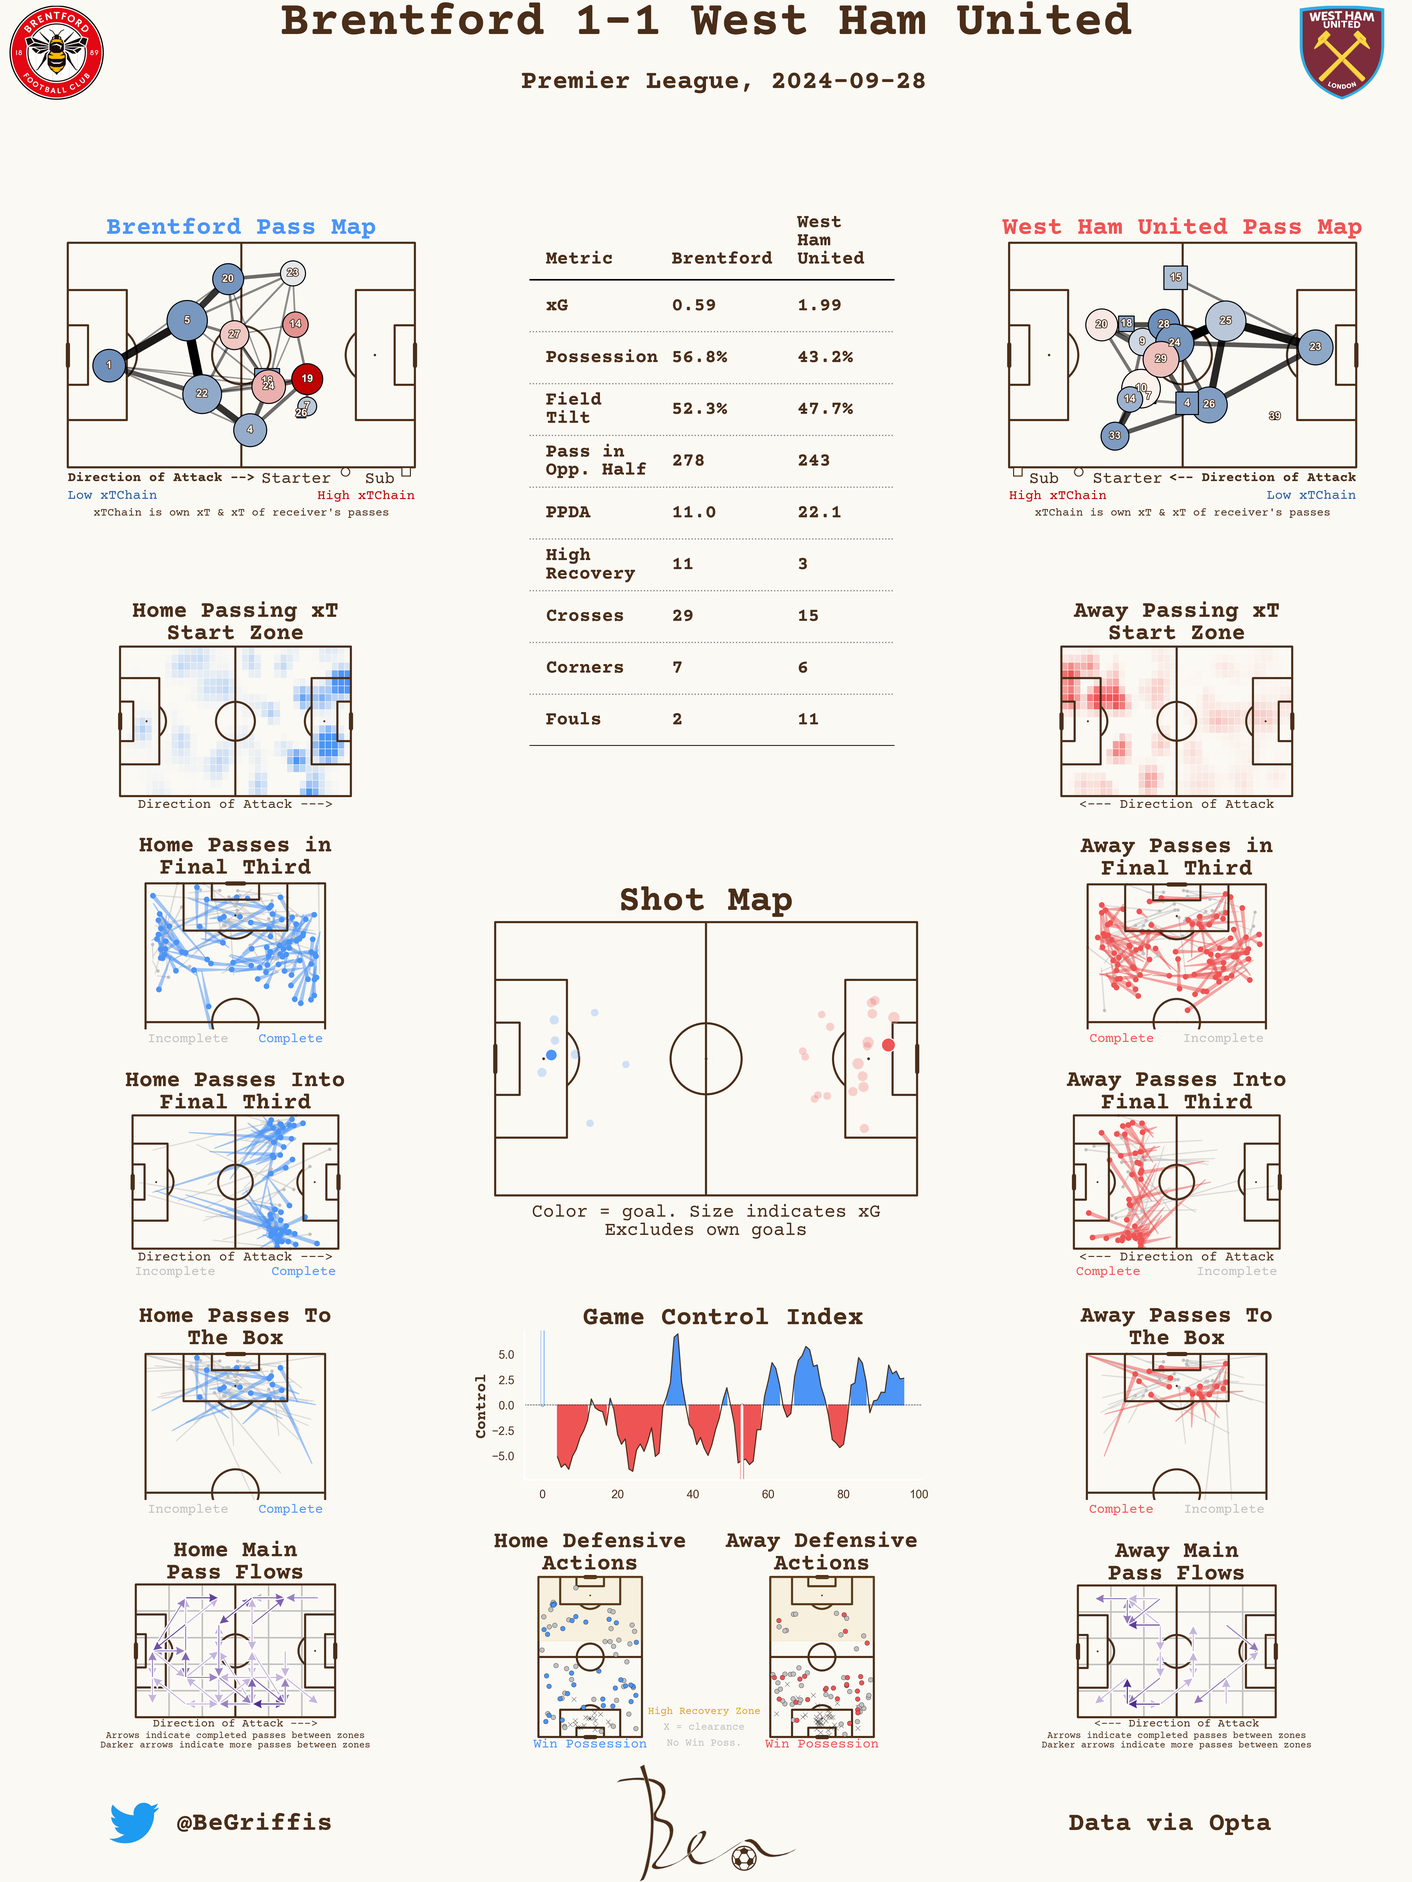 Brentford 1-1 West Ham United
Premier League, 2024-09-28
BRENTFORD
18 89
FOOTBALL CLUB
WEST HAM
UNITED
LONDON
Brentford Pass Map
20
23
5
27
14
1
18
24
19
22
7
26
4
Direction of Attack --> Starter Sub
Low xTChain High xTChain
xTChain is own xT & xT of receiver's passes
Metric Brentford West Ham United
xG 0.59 1.99
Possession 56.8% 43.2%
Field Tilt 52.3% 47.7%
Pass in Opp. Half 278 243
PPDA 11.0 22.1
High Recovery 11 3
Crosses 29 15
Corners 7 6
Fouls 2 11
West Ham United Pass Map
15
20
18
28
25
9
24
23
29
10
7
14
4
26
39
33
Sub Starter <-- Direction of Attack
High xTChain Low xTChain
xTChain is own xT & xT of receiver's passes
Home Passing xT
Start Zone
Direction of Attack --->
Away Passing xT
Start Zone
<--- Direction of Attack
Home Passes in
Final Third
Incomplete Complete
Away Passes in
Final Third
Complete Incomplete
Shot Map
Color = goal. Size indicates xG
Excludes own goals
Home Passes Into
Final Third
Direction of Attack --->
Incomplete Complete
Away Passes Into
Final Third
<--- Direction of Attack
Complete Incomplete
Home Passes To
The Box
Incomplete Complete
Game Control Index
Control
5.0
2.5
0.0
−2.5
−5.0
0 20 40 60 80 100
Away Passes To
The Box
Complete Incomplete
Home Main
Pass Flows
Direction of Attack --->
Arrows indicate completed passes between zones
Darker arrows indicate more passes between zones
Home Defensive
Actions
Win Possession
High Recovery Zone
X = clearance
No Win Poss.
Away Defensive
Actions
Win Possession
Away Main
Pass Flows
<--- Direction of Attack
Arrows indicate completed passes between zones
Darker arrows indicate more passes between zones
@BeGriffis
Ben
Data via Opta